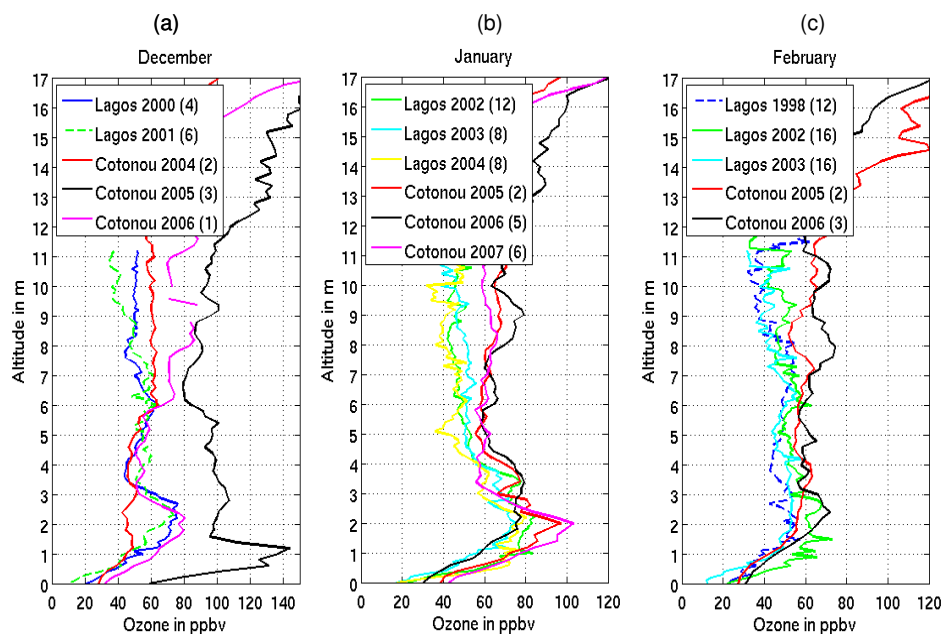 (a) (b) (c)
December January February
17 17 17
16 16 16
15 15 15
14 14 14
13 13 13
12 12 12
11 11 11
10 10 10
9 9 9
8 8 8
7 7 7
6 6 6
5 5 5
4 4 4
3 3 3
2 2 2
1 1 1
0 0 0
Altitude in m Altitude in m Altitude in m
Lagos 2000 (4)
Lagos 2001 (6)
Cotonou 2004 (2)
Cotonou 2005 (3)
Cotonou 2006 (1)
Lagos 2002 (12)
Lagos 2003 (8)
Lagos 2004 (8)
Cotonou 2005 (2)
Cotonou 2006 (5)
Cotonou 2007 (6)
Lagos 1998 (12)
Lagos 2002 (16)
Lagos 2003 (16)
Cotonou 2005 (2)
Cotonou 2006 (3)
0 20 40 60 80 100 120 140 0 20 40 60 80 100 120 0 20 40 60 80 100 120
Ozone in ppbv Ozone in ppbv Ozone in ppbv